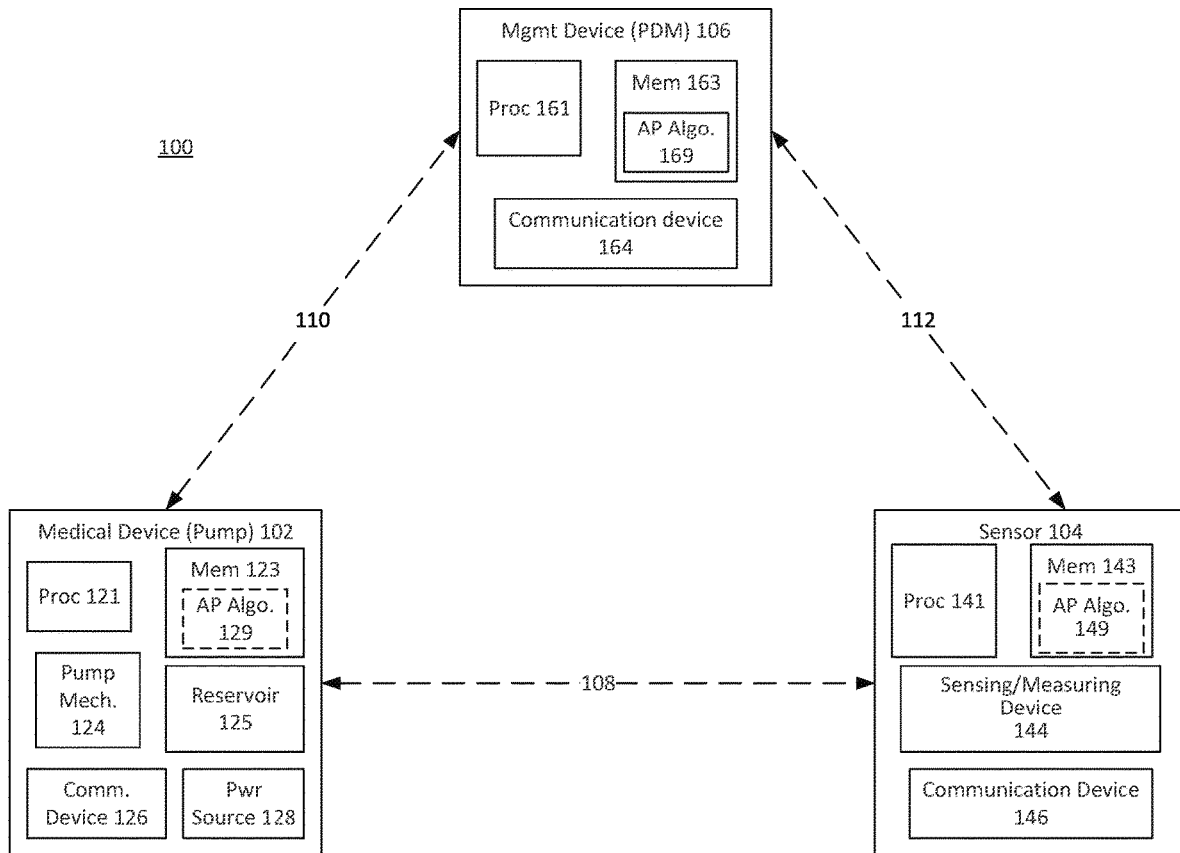 Mgmt Device (PDM) 106
Proc 161
Mem 163
AP Algo.
169
Communication device
164
100
110
112
Medical Device (Pump) 102
Proc 121
Mem 123
AP Algo.
129
Pump
Mech.
124
Reservoir
125
Comm.
Device 126
Pwr
Source 128
108
Sensor 104
Proc 141
Mem 143
AP Algo.
149
Sensing/Measuring
Device
144
Communication Device
146